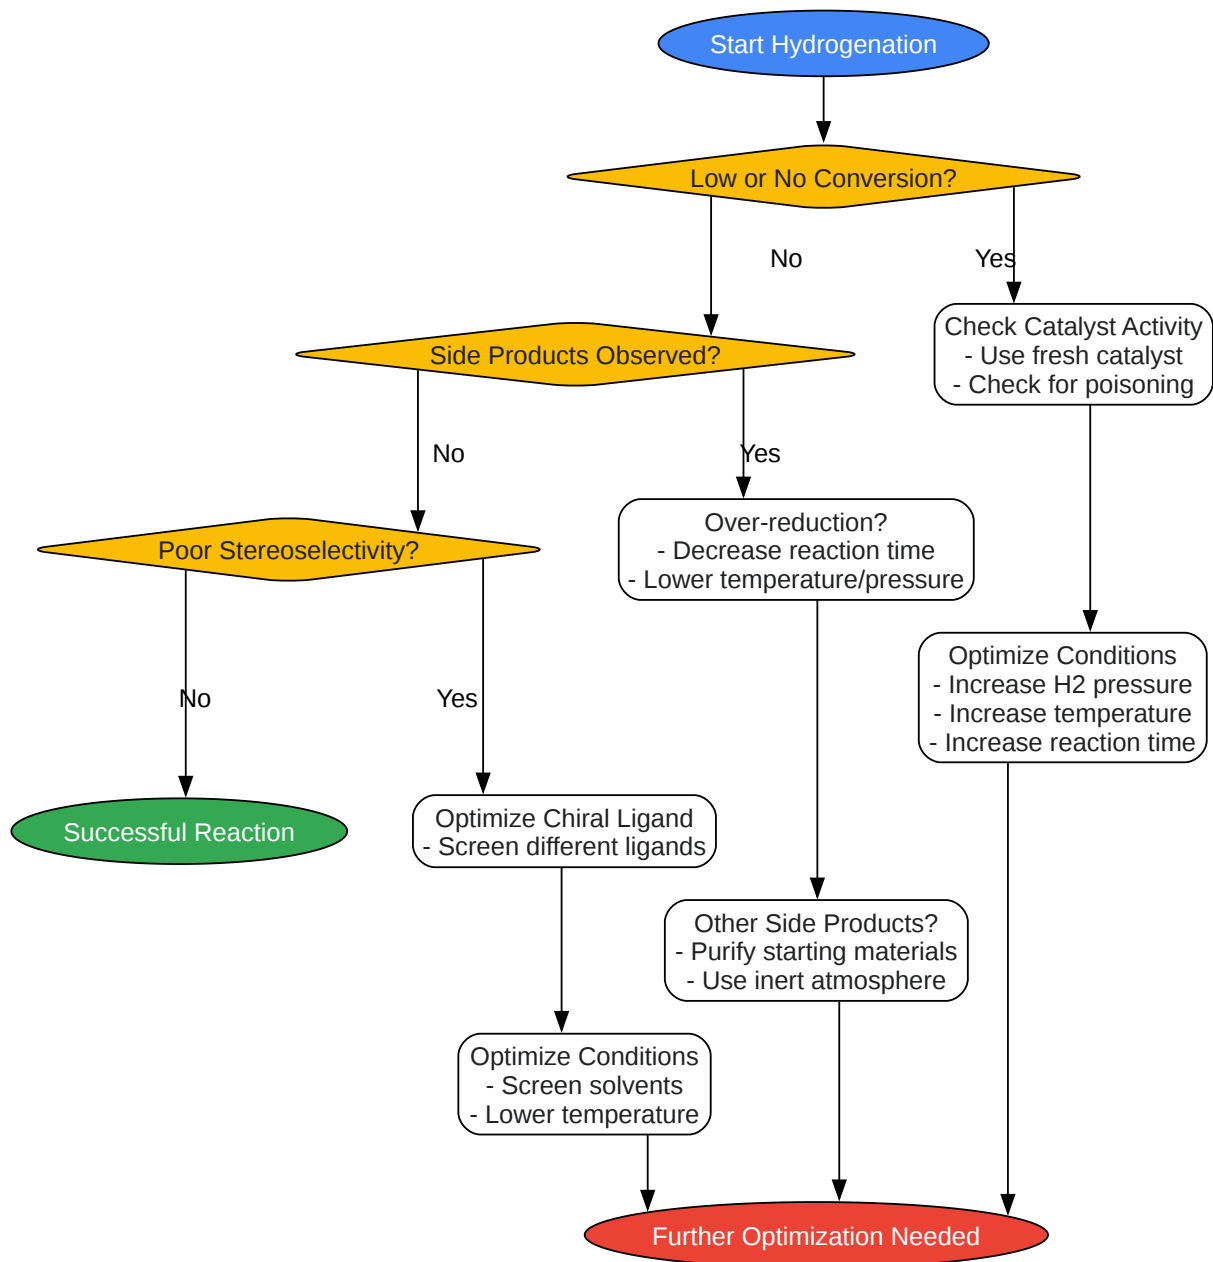 Start Hydrogenation
Low or No Conversion?
No
Yes
Check Catalyst Activity
- Use fresh catalyst
- Check for poisoning
Side Products Observed?
No
Yes
Over-reduction?
- Decrease reaction time
- Lower temperature/pressure
Poor Stereoselectivity?
No
Yes
Optimize Conditions
- Increase H2 pressure
- Increase temperature
- Increase reaction time
Successful Reaction
Optimize Chiral Ligand
- Screen different ligands
Other Side Products?
- Purify starting materials
- Use inert atmosphere
Optimize Conditions
- Screen solvents
- Lower temperature
Further Optimization Needed